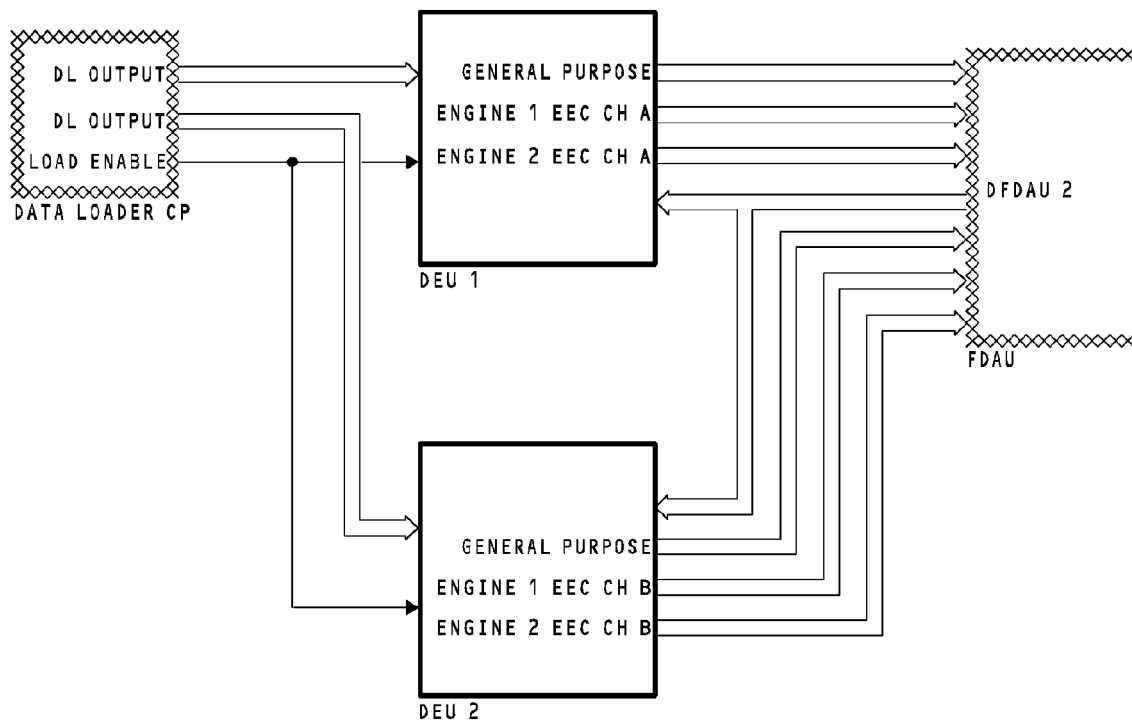 DL OUTPUT
DL OUTPUT
LOAD ENABLE
DATA LOADER CP
GENERAL PURPOSE
ENGINE 1 EEC CH A
ENGINE 2 EEC CH A
DEU 1
DFDAU 2
FDAU
GENERAL PURPOSE
ENGINE 1 EEC CH B
ENGINE 2 EEC CH B
DEU 2